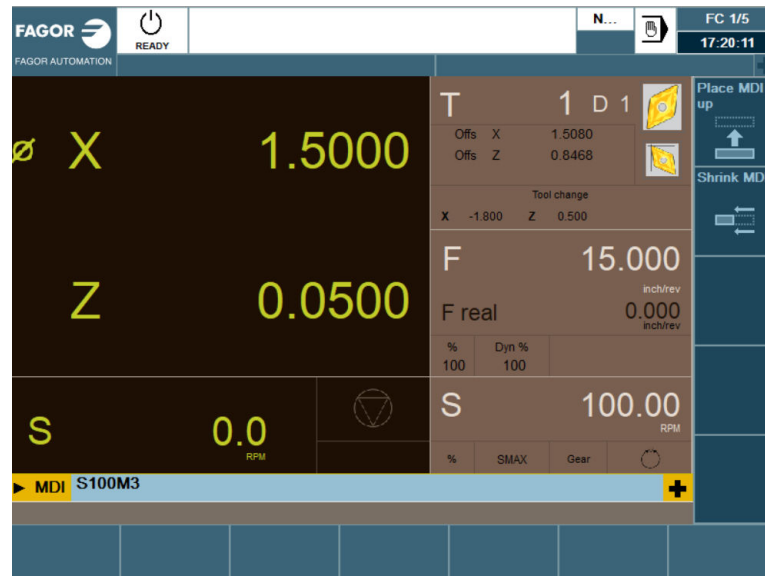 FAGOR
READY
FAGOR AUTOMATION
N...
FC 1/5
17:20:11
Ø X 1.5000
Z 0.0500
S 0.0
RPM
T 1 D 1
Offs X 1.5080
Offs Z 0.8468
Tool change
X -1.800 Z 0.500
F 15.000
inch/rev
F real 0.000
inch/rev
% Dyn %
100 100
S 100.00
RPM
% SMAX Gear
Place MDI
up
Shrink MD
► MDI S100M3 +